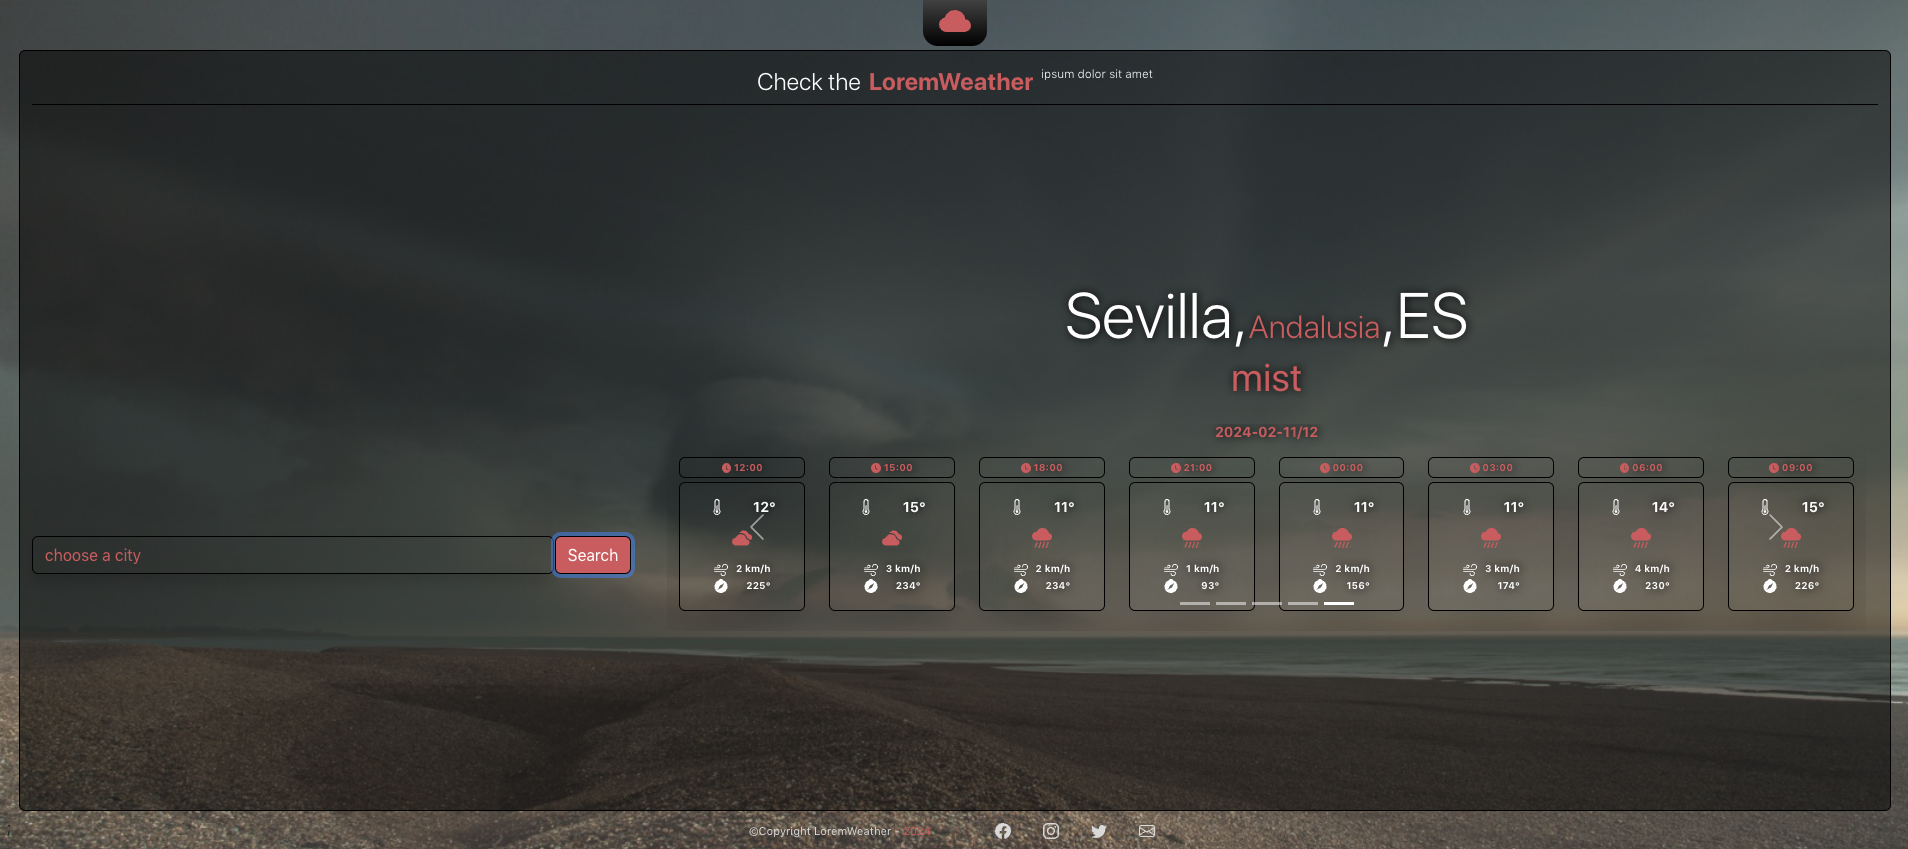 Check the LoremWeather ipsum dolor sit amet
Sevilla,Andalusia,ES
mist
2024-02-11/12
12:00 15:00 18:00 21:00 00:00 03:00 06:00 09:00
12° 15° 11° 11° 11° 11° 14° 15°
2 km/h 3 km/h 2 km/h 1 km/h 2 km/h 3 km/h 4 km/h 2 km/h
225° 234° 234° 93° 156° 174° 230° 226°
choose a city Search
©Copyright LoremWeather - 2024